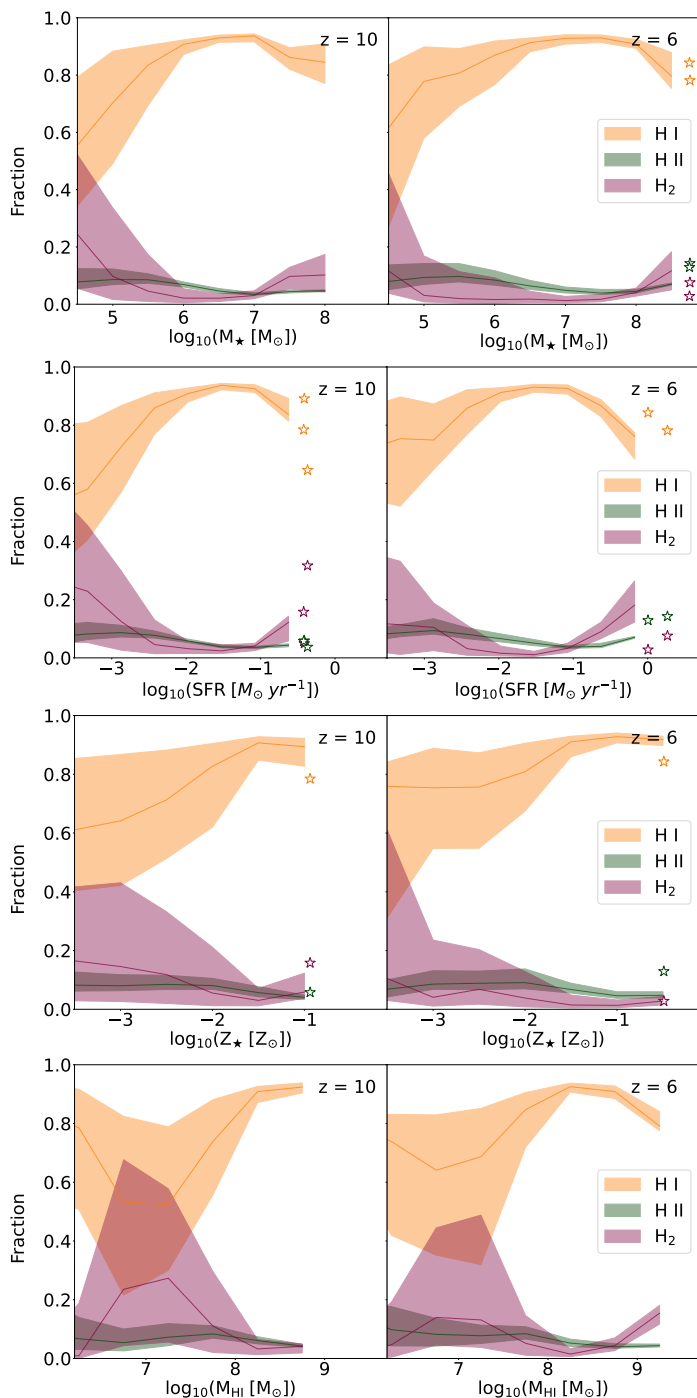 1.0
0.8
0.6
0.4
0.2
0.0
Fraction
z = 10
z = 6
H I
H II
H₂
5 6 7 8
5 6 7 8
log₁₀(M★ [M⊙])
log₁₀(M★ [M⊙])
1.0
0.8
0.6
0.4
0.2
0.0
Fraction
z = 10
z = 6
H I
H II
H₂
−3 −2 −1 0
−3 −2 −1 0
log₁₀(SFR [M⊙ yr⁻¹])
log₁₀(SFR [M⊙ yr⁻¹])
1.0
0.8
0.6
0.4
0.2
0.0
Fraction
z = 10
z = 6
H I
H II
H₂
−3 −2 −1
−3 −2 −1
log₁₀(Z★ [Z⊙])
log₁₀(Z★ [Z⊙])
1.0
0.8
0.6
0.4
0.2
0.0
Fraction
z = 10
z = 6
H I
H II
H₂
7 8 9
7 8 9
log₁₀(M_HI [M⊙])
log₁₀(M_HI [M⊙])